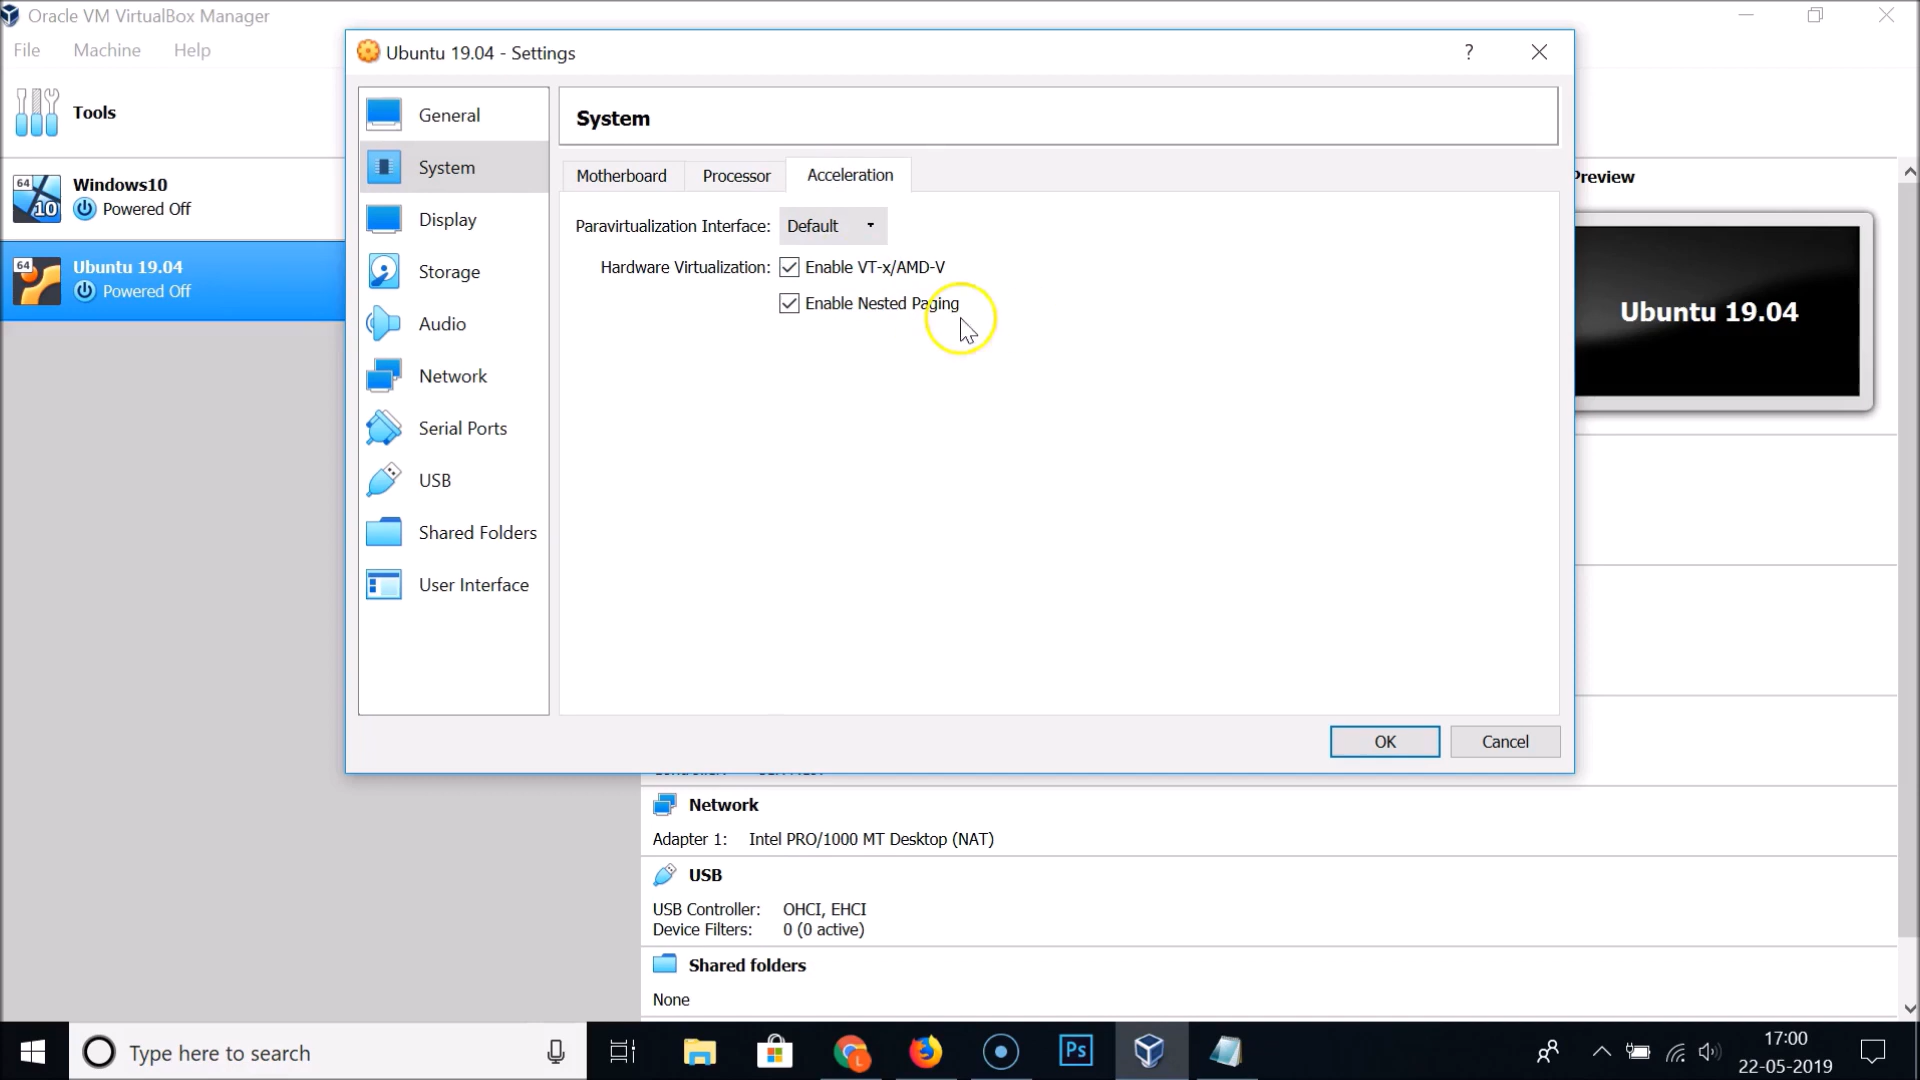 Oracle VM VirtualBox Manager
File Machine Help
Tools
64 10
Windows10
Powered Off
64
Ubuntu 19.04
Powered Off
Ubuntu 19.04 - Settings
?
General
System
Display
Storage
Audio
Network
Serial Ports
USB
Shared Folders
User Interface
System
Motherboard Processor Acceleration
Paravirtualization Interface: Default
Hardware Virtualization: Enable VT-x/AMD-V
Enable Nested Paging
OK Cancel
Preview
Ubuntu 19.04
Network
Adapter 1: Intel PRO/1000 MT Desktop (NAT)
USB
USB Controller: OHCI, EHCI
Device Filters: 0 (0 active)
Shared folders
None
Type here to search
L
Ps
17:00
22-05-2019